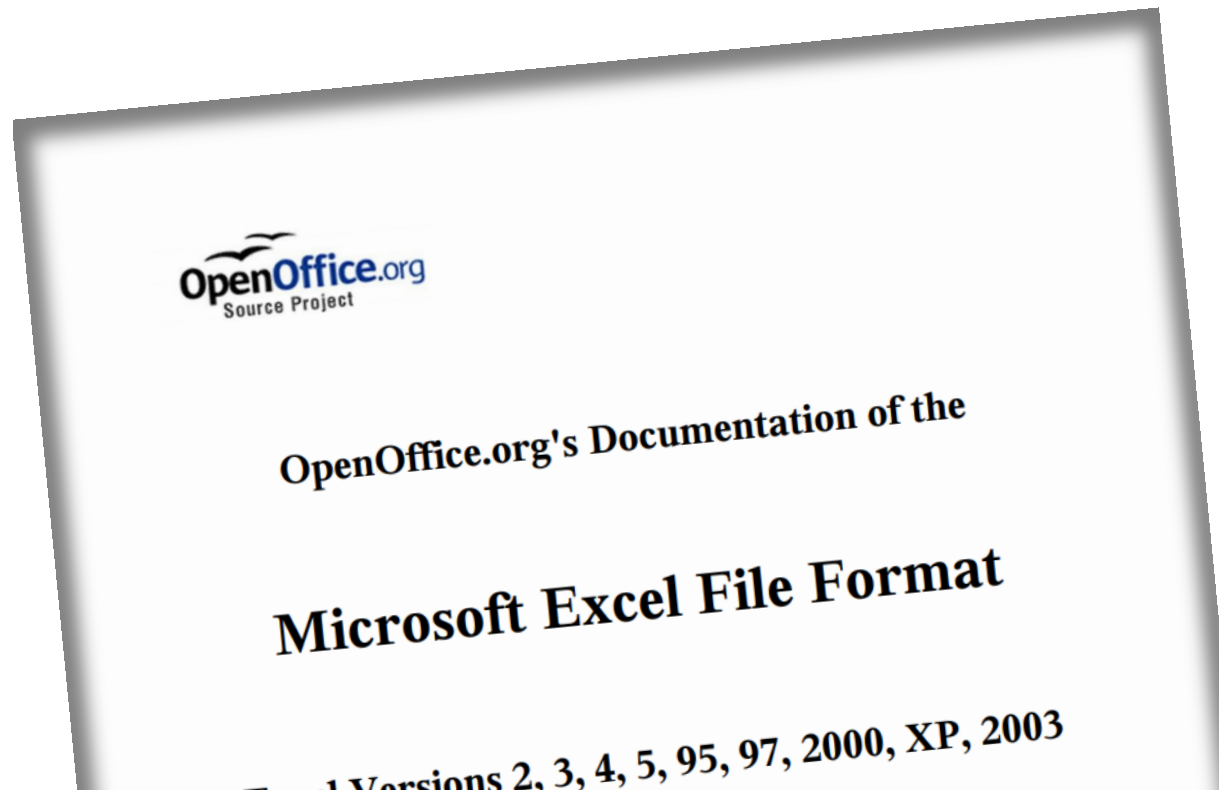 OpenOffice.org
Source Project
OpenOffice.org's Documentation of the
Microsoft Excel File Format
Versions 2, 3, 4, 5, 95, 97, 2000, XP, 2003